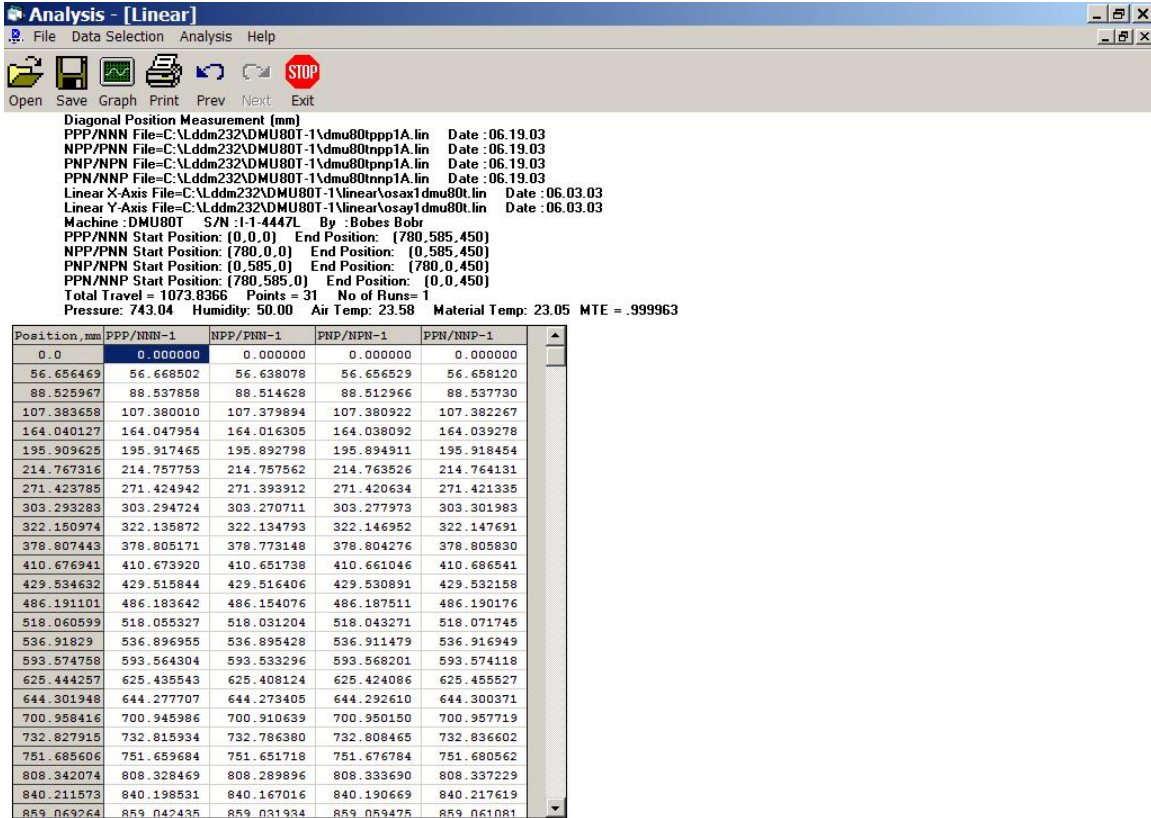 Analysis - [Linear]
File Data Selection Analysis Help
STOP
Open Save Graph Print Prev Next Exit
Diagonal Position Measurement (mm)
PPP/NNN File=C:\Lddm232\DMU80T-1\dmu80tppp1A.lin Date :06.19.03
NPP/PNN File=C:\Lddm232\DMU80T-1\dmu80tnpp1A.lin Date :06.19.03
PNP/NPN File=C:\Lddm232\DMU80T-1\dmu80tpnp1A.lin Date :06.19.03
PPN/NNP File=C:\Lddm232\DMU80T-1\dmu80tnnp1A.lin Date :06.19.03
Linear X-Axis File=C:\Lddm232\DMU80T-1\linear\osax1dmu80t.lin Date :06.03.03
Linear Y-Axis File=C:\Lddm232\DMU80T-1\linear\osay1dmu80t.lin Date :06.03.03
Machine :DMU80T S/N :I-1-4447L By :Bobes Bobr
PPP/NNN Start Position: (0,0,0) End Position: (780,585,450)
NPP/PNN Start Position: (780,0,0) End Position: (0,585,450)
PNP/NPN Start Position: (0,585,0) End Position: (780,0,450)
PPN/NNP Start Position: (780,585,0) End Position: (0,0,450)
Total Travel = 1073.8366 Points = 31 No of Runs= 1
Pressure: 743.04 Humidity: 50.00 Air Temp: 23.58 Material Temp: 23.05 MTE = .999963
Position,mm PPP/NNN-1 NPP/PNN-1 PNP/NPN-1 PPN/NNP-1
0.0 0.000000 0.000000 0.000000 0.000000
56.656469 56.668502 56.638078 56.656529 56.658120
88.525967 88.537858 88.514628 88.512966 88.537730
107.383658 107.380010 107.379894 107.380922 107.382267
164.040127 164.047954 164.016305 164.038092 164.039278
195.909625 195.917465 195.892798 195.894911 195.918454
214.767316 214.757753 214.757562 214.763526 214.764131
271.423785 271.424942 271.393912 271.420634 271.421335
303.293283 303.294724 303.270711 303.277973 303.301983
322.150974 322.135872 322.134793 322.146952 322.147691
378.807443 378.805171 378.773148 378.804276 378.805830
410.676941 410.673920 410.651738 410.661046 410.686541
429.534632 429.515844 429.516406 429.530891 429.532158
486.191101 486.183642 486.154076 486.187511 486.190176
518.060599 518.055327 518.031204 518.043271 518.071745
536.91829 536.896955 536.895428 536.911479 536.916949
593.574758 593.564304 593.533296 593.568201 593.574118
625.444257 625.435543 625.408124 625.424086 625.455527
644.301948 644.277707 644.273405 644.292610 644.300371
700.958416 700.945986 700.910639 700.950150 700.957719
732.827915 732.815934 732.786380 732.808465 732.836602
751.685606 751.659684 751.651718 751.676784 751.680562
808.342074 808.328469 808.289896 808.333690 808.337229
840.211573 840.198531 840.167016 840.190669 840.217619
859.069264 859.042435 859.031934 859.059475 859.061081